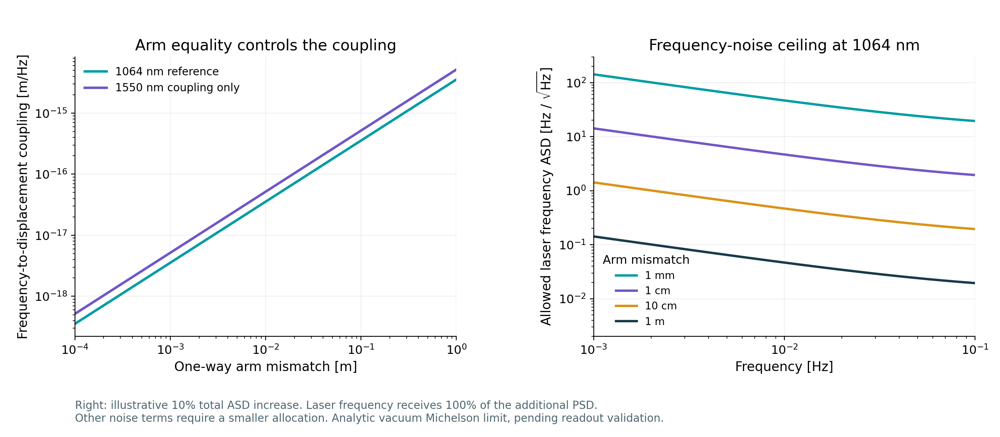 Arm equality controls the coupling
Frequency-to-displacement coupling [m/Hz]
1064 nm reference
1550 nm coupling only
10⁻¹⁵
10⁻¹⁶
10⁻¹⁷
10⁻¹⁸
10⁻⁴ 10⁻³ 10⁻² 10⁻¹ 10⁰
One-way arm mismatch [m]
Frequency-noise ceiling at 1064 nm
Allowed laser frequency ASD [Hz / √Hz]
10²
10¹
10⁰
10⁻¹
10⁻²
Arm mismatch
1 mm
1 cm
10 cm
1 m
10⁻³ 10⁻² 10⁻¹
Frequency [Hz]
Right: illustrative 10% total ASD increase. Laser frequency receives 100% of the additional PSD.
Other noise terms require a smaller allocation. Analytic vacuum Michelson limit, pending readout validation.